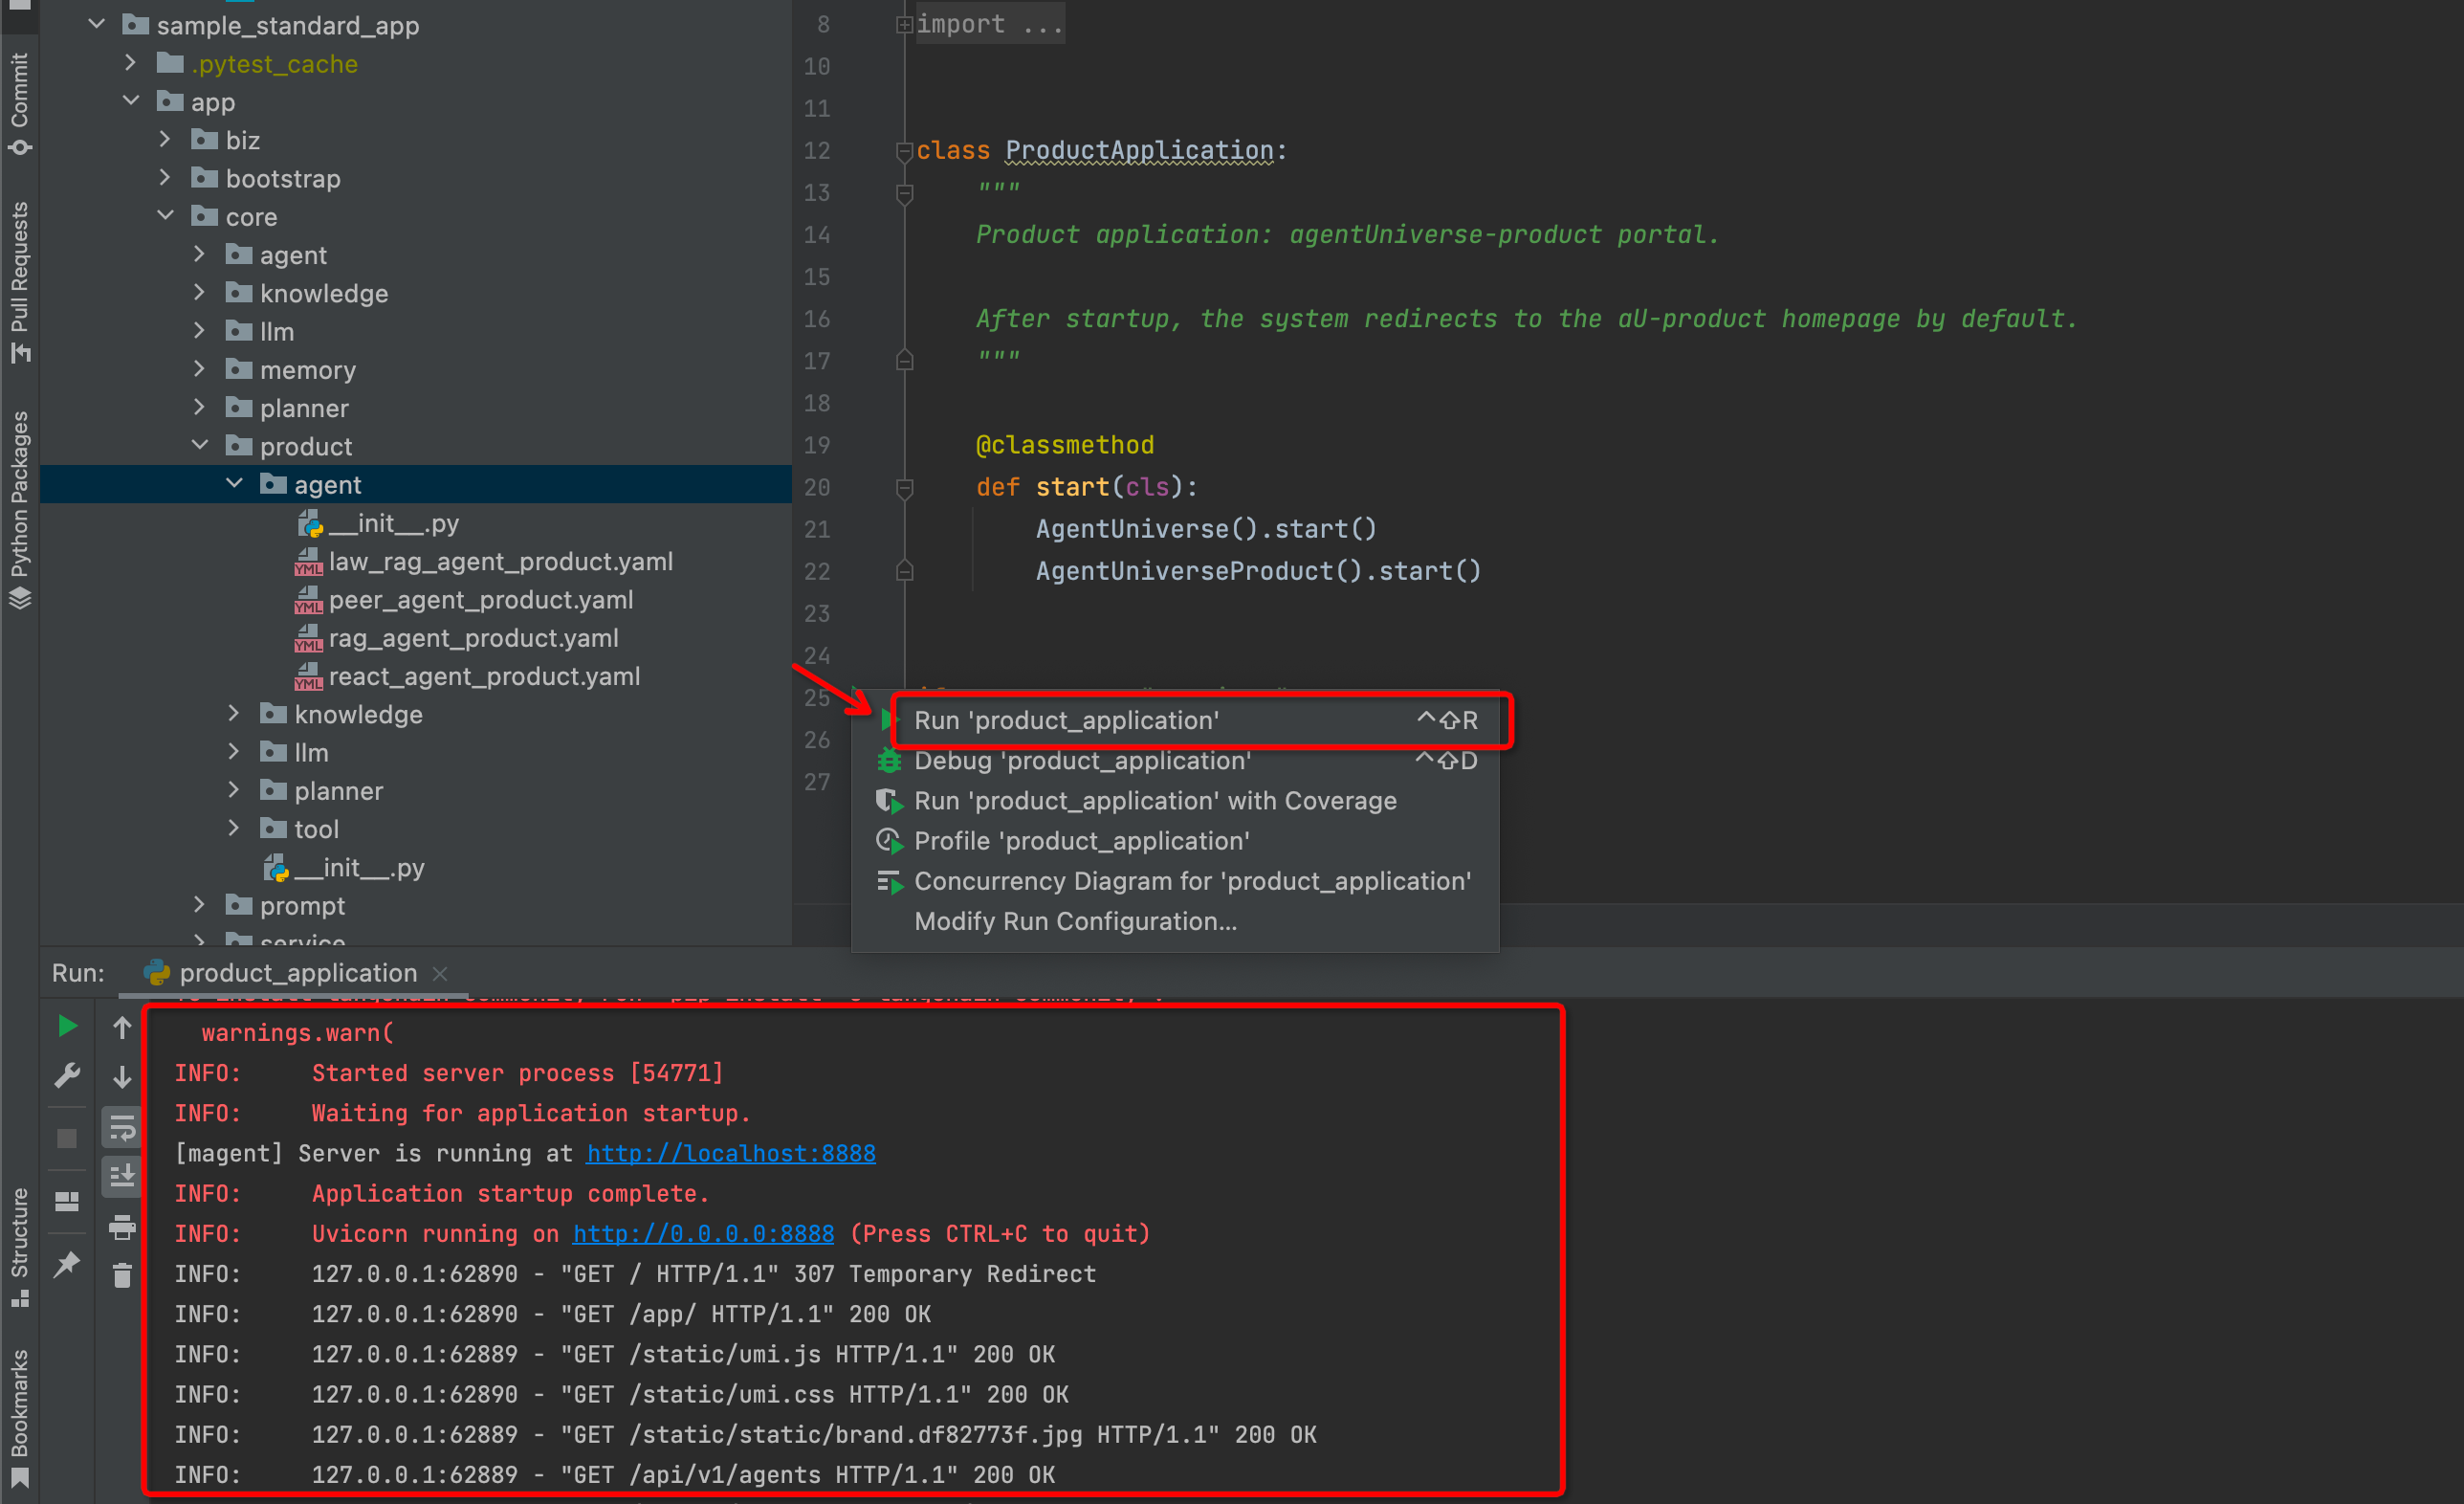 Commit
Pull Requests
Python Packages
Structure
Bookmarks
sample_standard_app
.pytest_cache
app
biz
bootstrap
core
agent
knowledge
llm
memory
planner
product
agent
__init__.py
law_rag_agent_product.yaml
peer_agent_product.yaml
rag_agent_product.yaml
react_agent_product.yaml
knowledge
llm
planner
tool
__init__.py
prompt
service
8 import ...
10
11
12 class ProductApplication:
13 """
14 Product application: agentUniverse-product portal.
15
16 After startup, the system redirects to the aU-product homepage by default.
17 """
18
19 @classmethod
20 def start(cls):
21 AgentUniverse().start()
22 AgentUniverseProduct().start()
23
24
25
26
27
Run 'product_application' ^⇧R
Debug 'product_application' ^⇧D
Run 'product_application' with Coverage
Profile 'product_application'
Concurrency Diagram for 'product_application'
Modify Run Configuration...
Run: product_application
warnings.warn(
INFO: Started server process [54771]
INFO: Waiting for application startup.
[magent] Server is running at http://localhost:8888
INFO: Application startup complete.
INFO: Uvicorn running on http://0.0.0.0:8888 (Press CTRL+C to quit)
INFO: 127.0.0.1:62890 - "GET / HTTP/1.1" 307 Temporary Redirect
INFO: 127.0.0.1:62890 - "GET /app/ HTTP/1.1" 200 OK
INFO: 127.0.0.1:62889 - "GET /static/umi.js HTTP/1.1" 200 OK
INFO: 127.0.0.1:62890 - "GET /static/umi.css HTTP/1.1" 200 OK
INFO: 127.0.0.1:62889 - "GET /static/static/brand.df82773f.jpg HTTP/1.1" 200 OK
INFO: 127.0.0.1:62889 - "GET /api/v1/agents HTTP/1.1" 200 OK